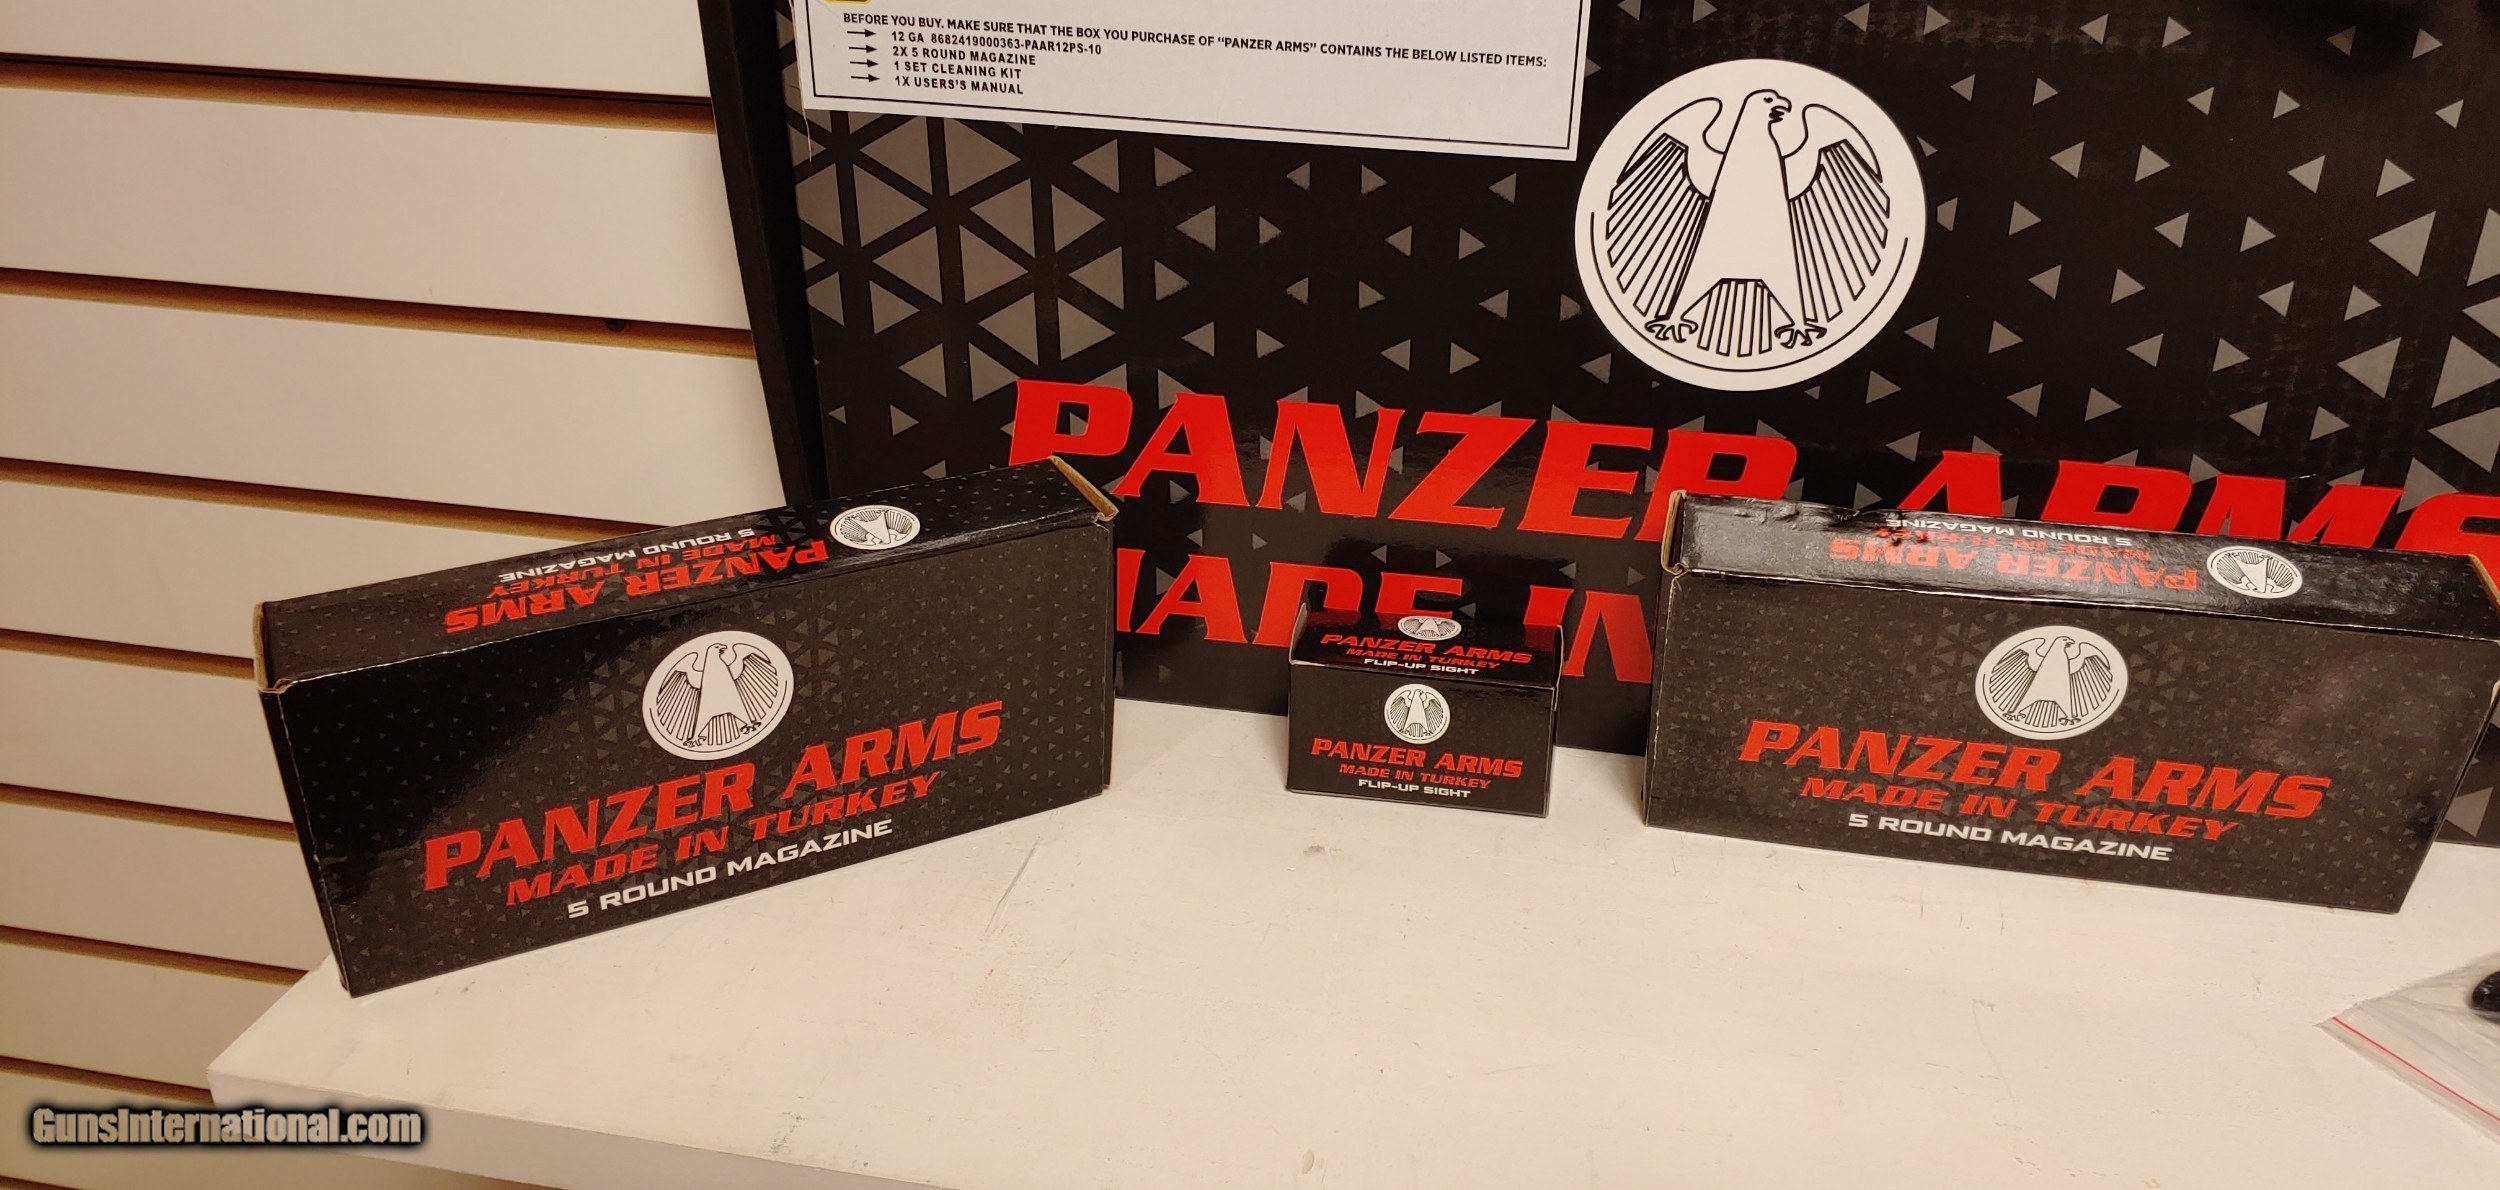 BEFORE YOU BUY. MAKE SURE THAT THE BOX YOU PURCHASE OF “PANZER ARMS” CONTAINS THE BELOW LISTED ITEMS:
12 GA 8682419000363-PAAR12PS-10
2X 5 ROUND MAGAZINE
1 SET CLEANING KIT
1X USERS'S MANUAL
PANZER ARMS
MADE IN
PANZER ARMS
MADE IN TURKEY
5 ROUND MAGAZINE
PANZER ARMS
MADE IN TURKEY
5 ROUND MAGAZINE
PANZER ARMS
MADE IN TURKEY
FLIP-UP SIGHT
PANZER ARMS
MADE IN TURKEY
FLIP-UP SIGHT
PANZER ARMS
MADE IN TURKEY
5 ROUND MAGAZINE
PANZER ARMS
MADE IN TURKEY
5 ROUND MAGAZINE
GunsInternational.com